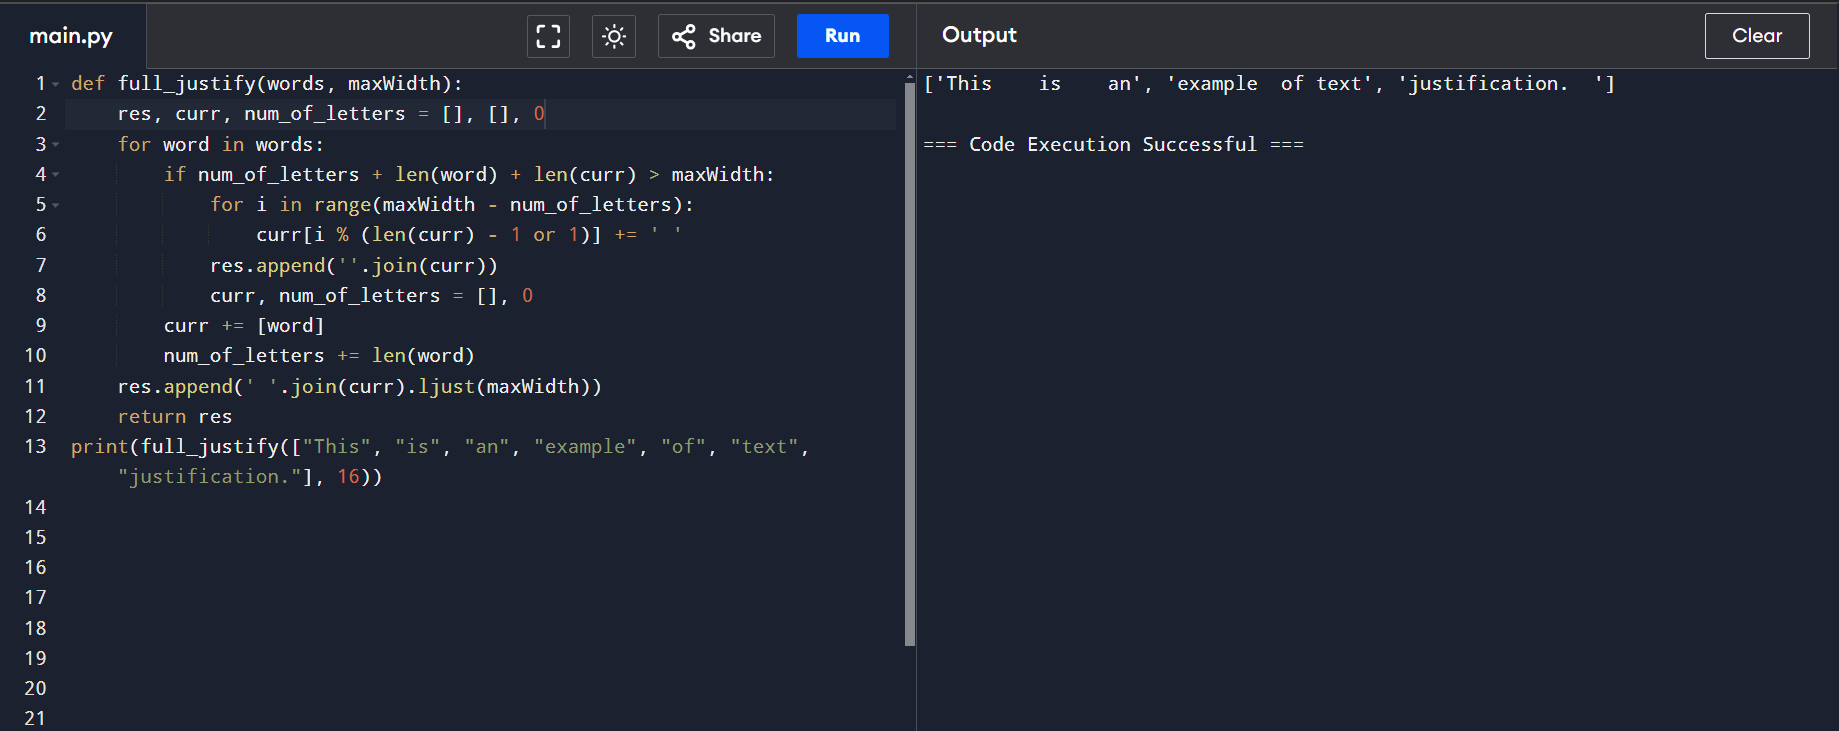 main.py
Share
Run
Output
Clear
1 def full_justify(words, maxWidth):
2     res, curr, num_of_letters = [], [], 0
3     for word in words:
4         if num_of_letters + len(word) + len(curr) > maxWidth:
5             for i in range(maxWidth - num_of_letters):
6                 curr[i % (len(curr) - 1 or 1)] += ' '
7             res.append(''.join(curr))
8             curr, num_of_letters = [], 0
9         curr += [word]
10         num_of_letters += len(word)
11     res.append(' '.join(curr).ljust(maxWidth))
12     return res
13 print(full_justify(["This", "is", "an", "example", "of", "text",
    "justification."], 16))
14
15
16
17
18
19
20
21
['This    is    an', 'example  of text', 'justification.  ']
=== Code Execution Successful ===